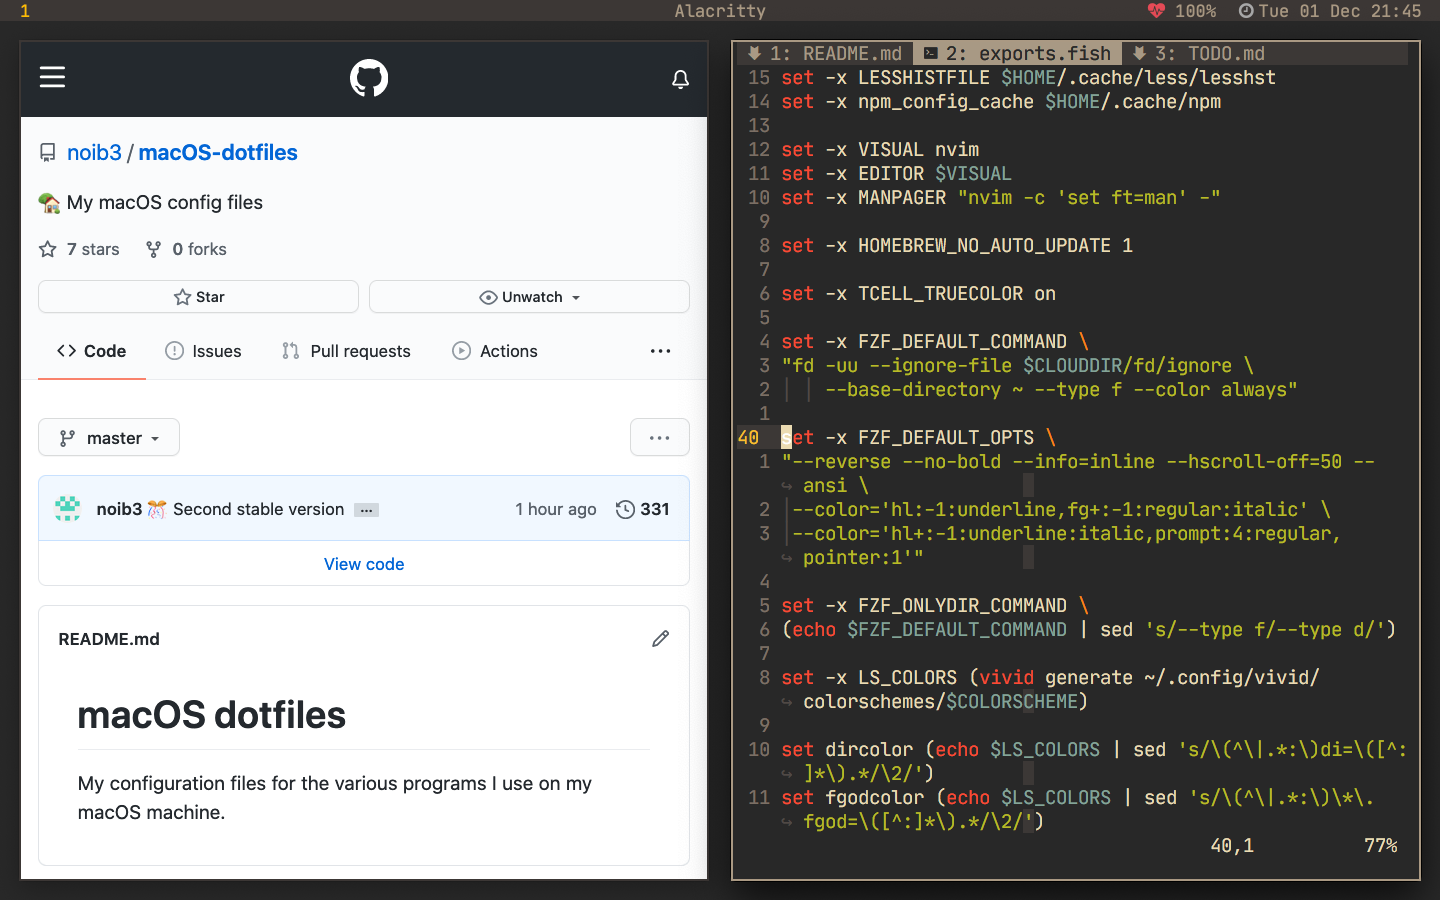 1
Alacritty
100%
Tue 01 Dec 21:45
noib3 / macOS-dotfiles
My macOS config files
7 stars 0 forks
Star
Unwatch
Code
Issues
Pull requests
Actions
master
noib3 Second stable version
1 hour ago
331
View code
README.md
macOS dotfiles
My configuration files for the various programs I use on my
macOS machine.
1: README.md 2: exports.fish 3: TODO.md
15 set -x LESSHISTFILE $HOME/.cache/less/lesshst
14 set -x npm_config_cache $HOME/.cache/npm
13
12 set -x VISUAL nvim
11 set -x EDITOR $VISUAL
10 set -x MANPAGER "nvim -c 'set ft=man' -"
9
8 set -x HOMEBREW_NO_AUTO_UPDATE 1
7
6 set -x TCELL_TRUECOLOR on
5
4 set -x FZF_DEFAULT_COMMAND \
3 "fd -uu --ignore-file $CLOUDDIR/fd/ignore \
2 --base-directory ~ --type f --color always"
1
40 set -x FZF_DEFAULT_OPTS \
1 "--reverse --no-bold --info=inline --hscroll-off=50 --
↪ ansi \
2 --color='hl:-1:underline,fg+:-1:regular:italic' \
3 --color='hl+:-1:underline:italic,prompt:4:regular,
↪ pointer:1'"
4
5 set -x FZF_ONLYDIR_COMMAND \
6 (echo $FZF_DEFAULT_COMMAND | sed 's/--type f/--type d/')
7
8 set -x LS_COLORS (vivid generate ~/.config/vivid/
↪ colorschemes/$COLORSCHEME)
9
10 set dircolor (echo $LS_COLORS | sed 's/\(^\|.*:\)di=\([^:
↪ ]*\).*/\2/')
11 set fgodcolor (echo $LS_COLORS | sed 's/\(^\|.*:\)\*\.
↪ fgod=\([^:]*\).*/\2/')
40,1 77%